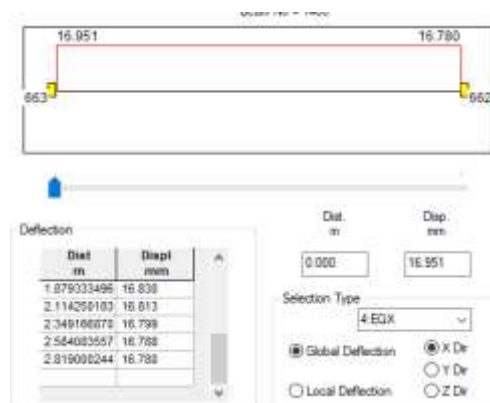 16.951 16.780
663 662
Deflection
Dist Displ
m mm
1.879333496 16.830
2.114250183 16.813
2.349166870 16.799
2.584083557 16.788
2.819000244 16.780
Dist. Disp.
m mm
0.000 16.951
Selection Type
4:EQX
Global Deflection
X Dir
Y Dir
Local Deflection
Z Dir